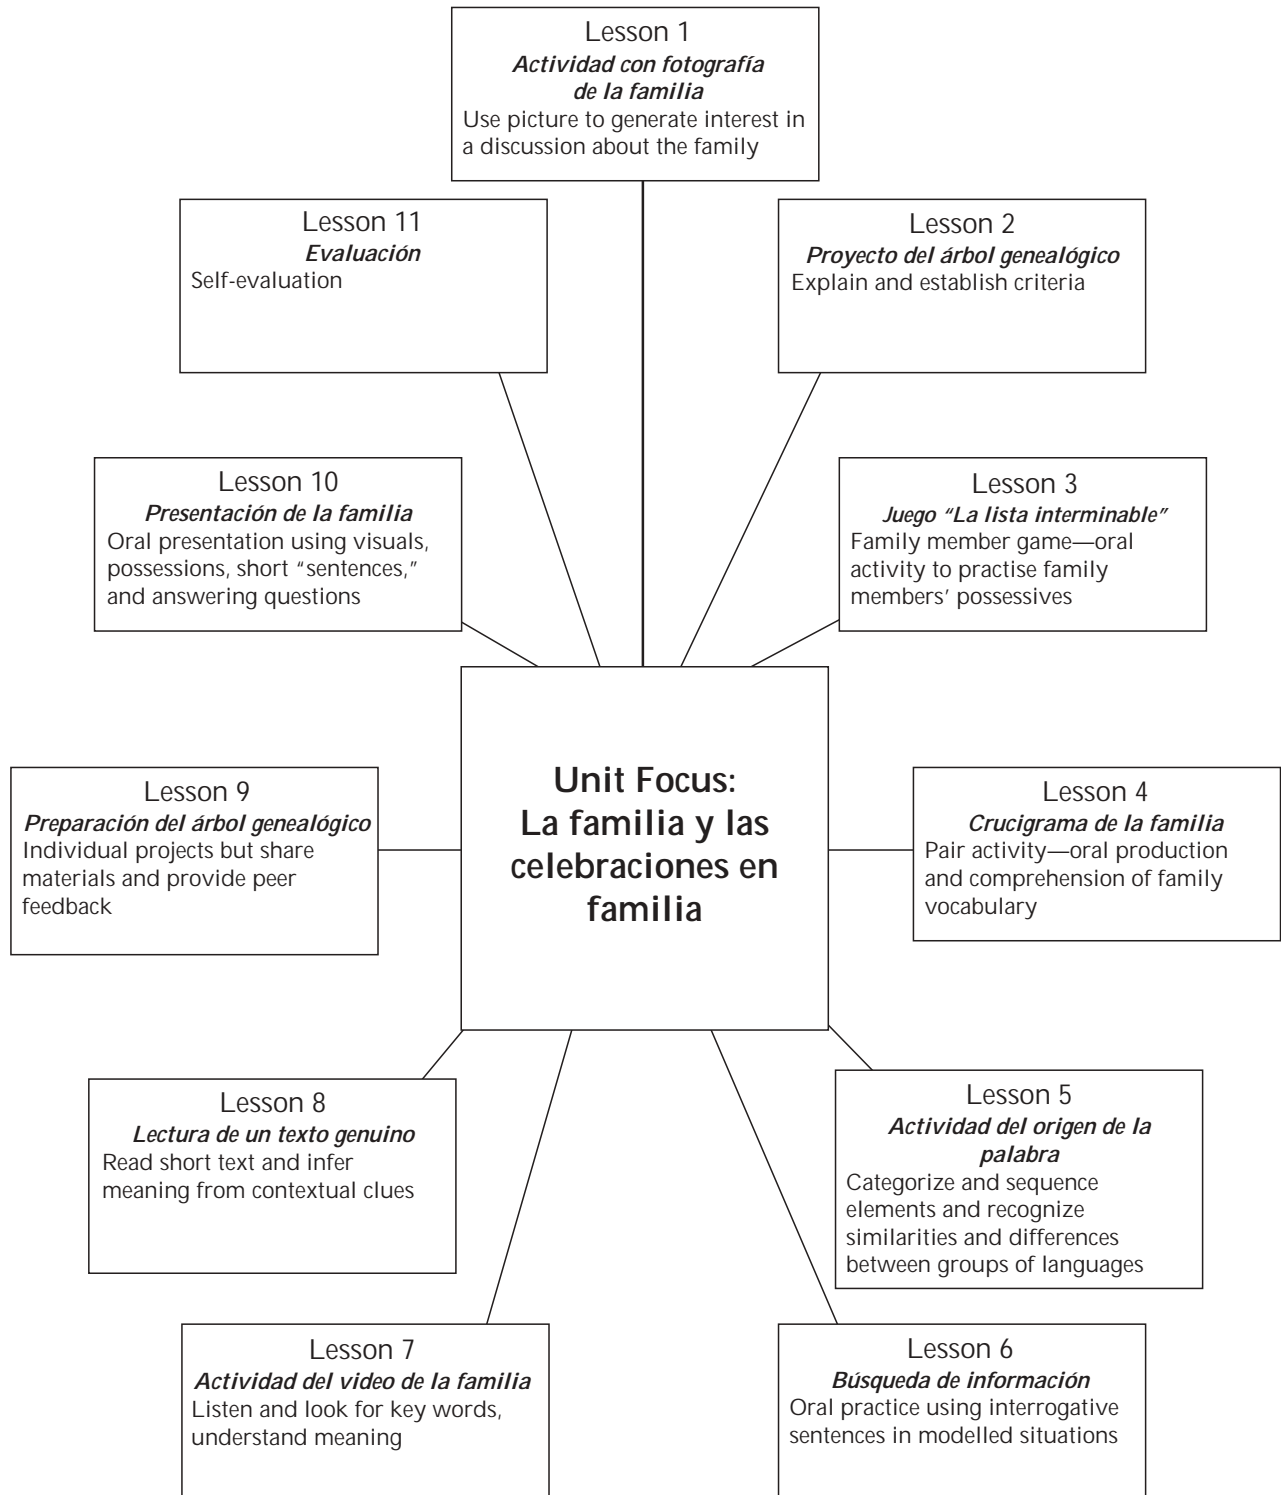 Lesson 1
Actividad con fotografía
de la familia
Use picture to generate interest in
a discussion about the family
Lesson 11
Evaluación
Self-evaluation
Lesson 2
Proyecto del árbol genealógico
Explain and establish criteria
Lesson 10
Presentación de la familia
Oral presentation using visuals,
possessions, short “sentences,”
and answering questions
Lesson 3
Juego “La lista interminable”
Family member game—oral
activity to practise family
members’ possessives
Unit Focus:
La familia y las
celebraciones en
familia
Lesson 9
Preparación del árbol genealógico
Individual projects but share
materials and provide peer
feedback
Lesson 4
Crucigrama de la familia
Pair activity—oral production
and comprehension of family
vocabulary
Lesson 8
Lectura de un texto genuino
Read short text and infer
meaning from contextual clues
Lesson 5
Actividad del origen de la
palabra
Categorize and sequence
elements and recognize
similarities and differences
between groups of languages
Lesson 7
Actividad del video de la familia
Listen and look for key words,
understand meaning
Lesson 6
Búsqueda de información
Oral practice using interrogative
sentences in modelled situations